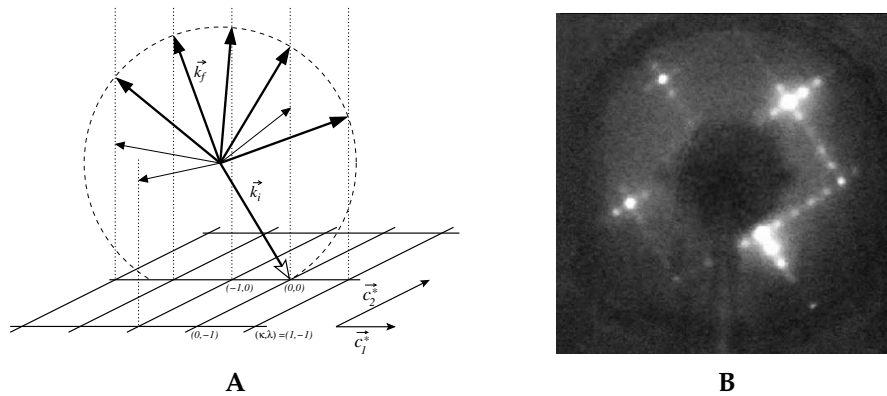 k_f
k_i
(−1,0)
(0,0)
c_2^*
(0,−1)
(κ,λ) =(1,−1)
c_1^*
A
B